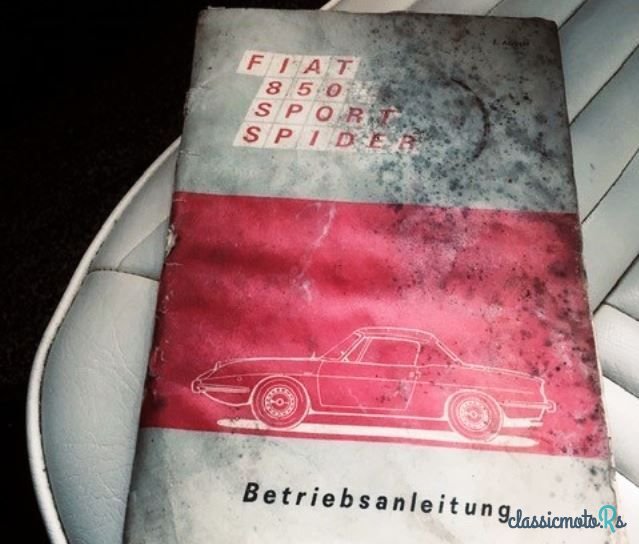 FIAT
850
SPORT
SPIDER
Betriebsanleitung
classicmoto.Rs